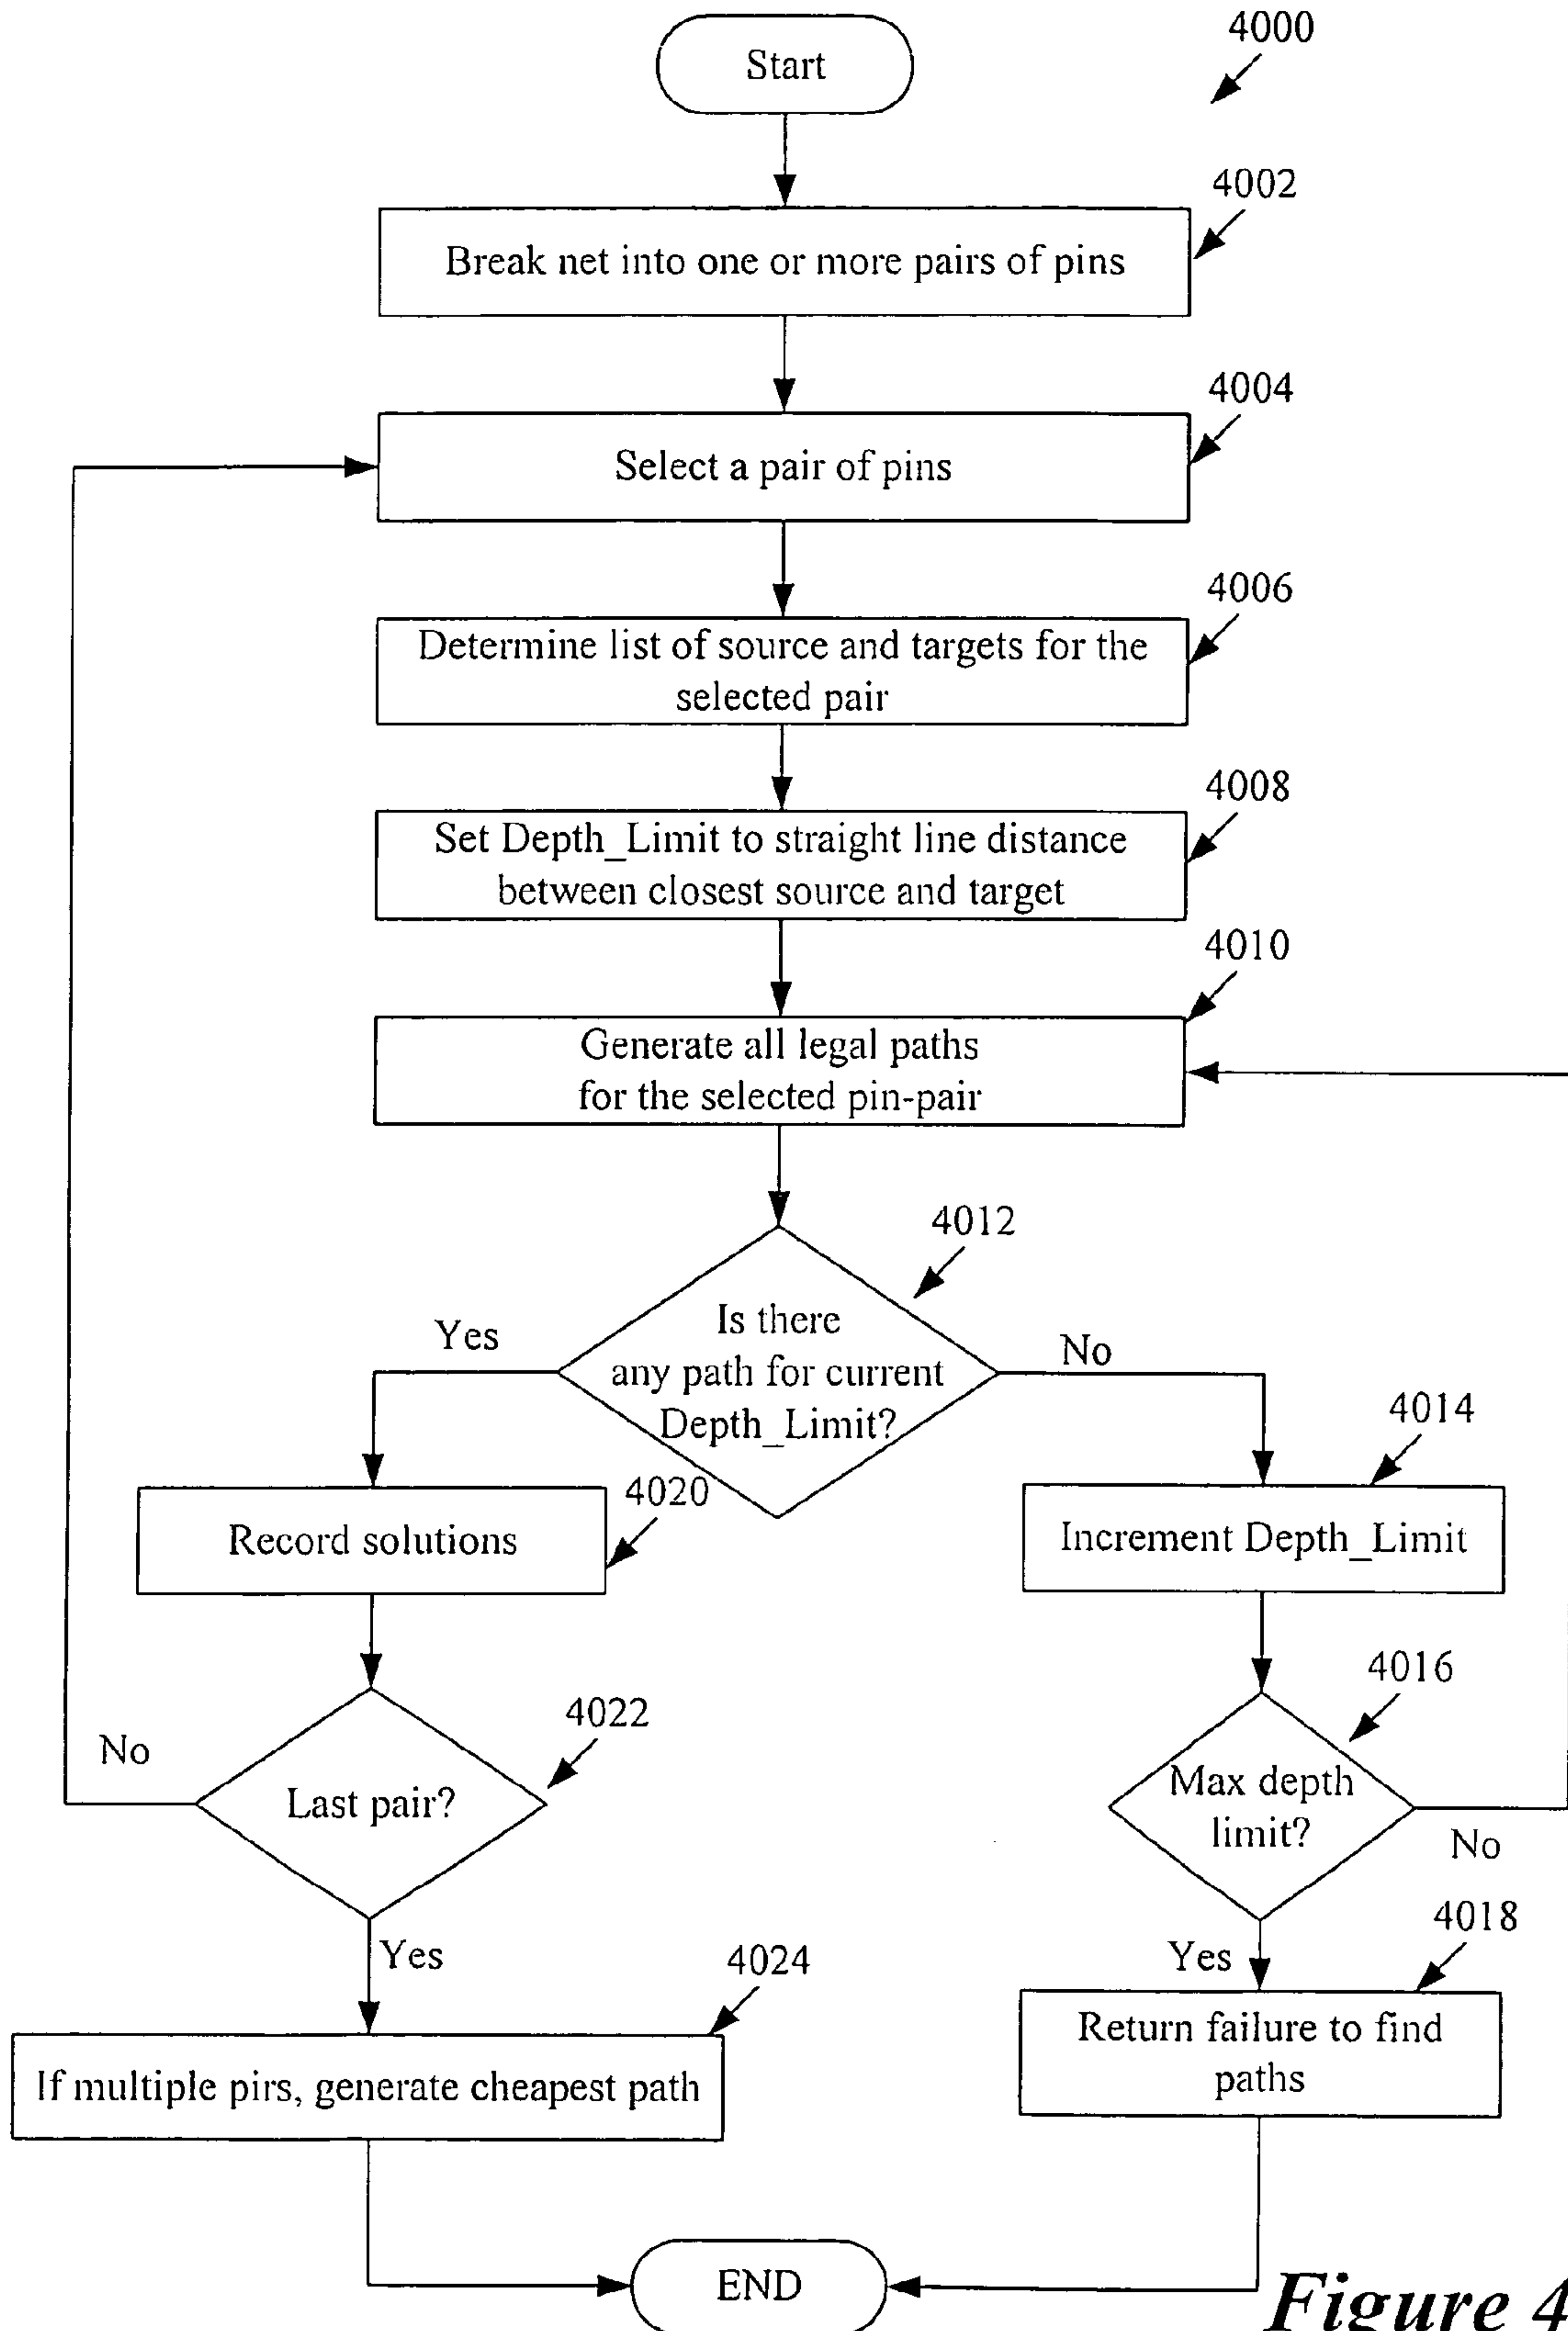 4000
Start
4002
Break net into one or more pairs of pins
4004
Select a pair of pins
4006
Determine list of source and targets for the
selected pair
4008
Set Depth_Limit to straight line distance
between closest source and target
4010
Generate all legal paths
for the selected pin-pair
4012
Is there
any path for current
Depth_Limit?
Yes
No
4014
Increment Depth_Limit
4020
Record solutions
4016
Max depth
limit?
No
4022
Last pair?
No
Yes
4018
Yes
Return failure to find
paths
4024
If multiple pirs, generate cheapest path
END
Figure 4